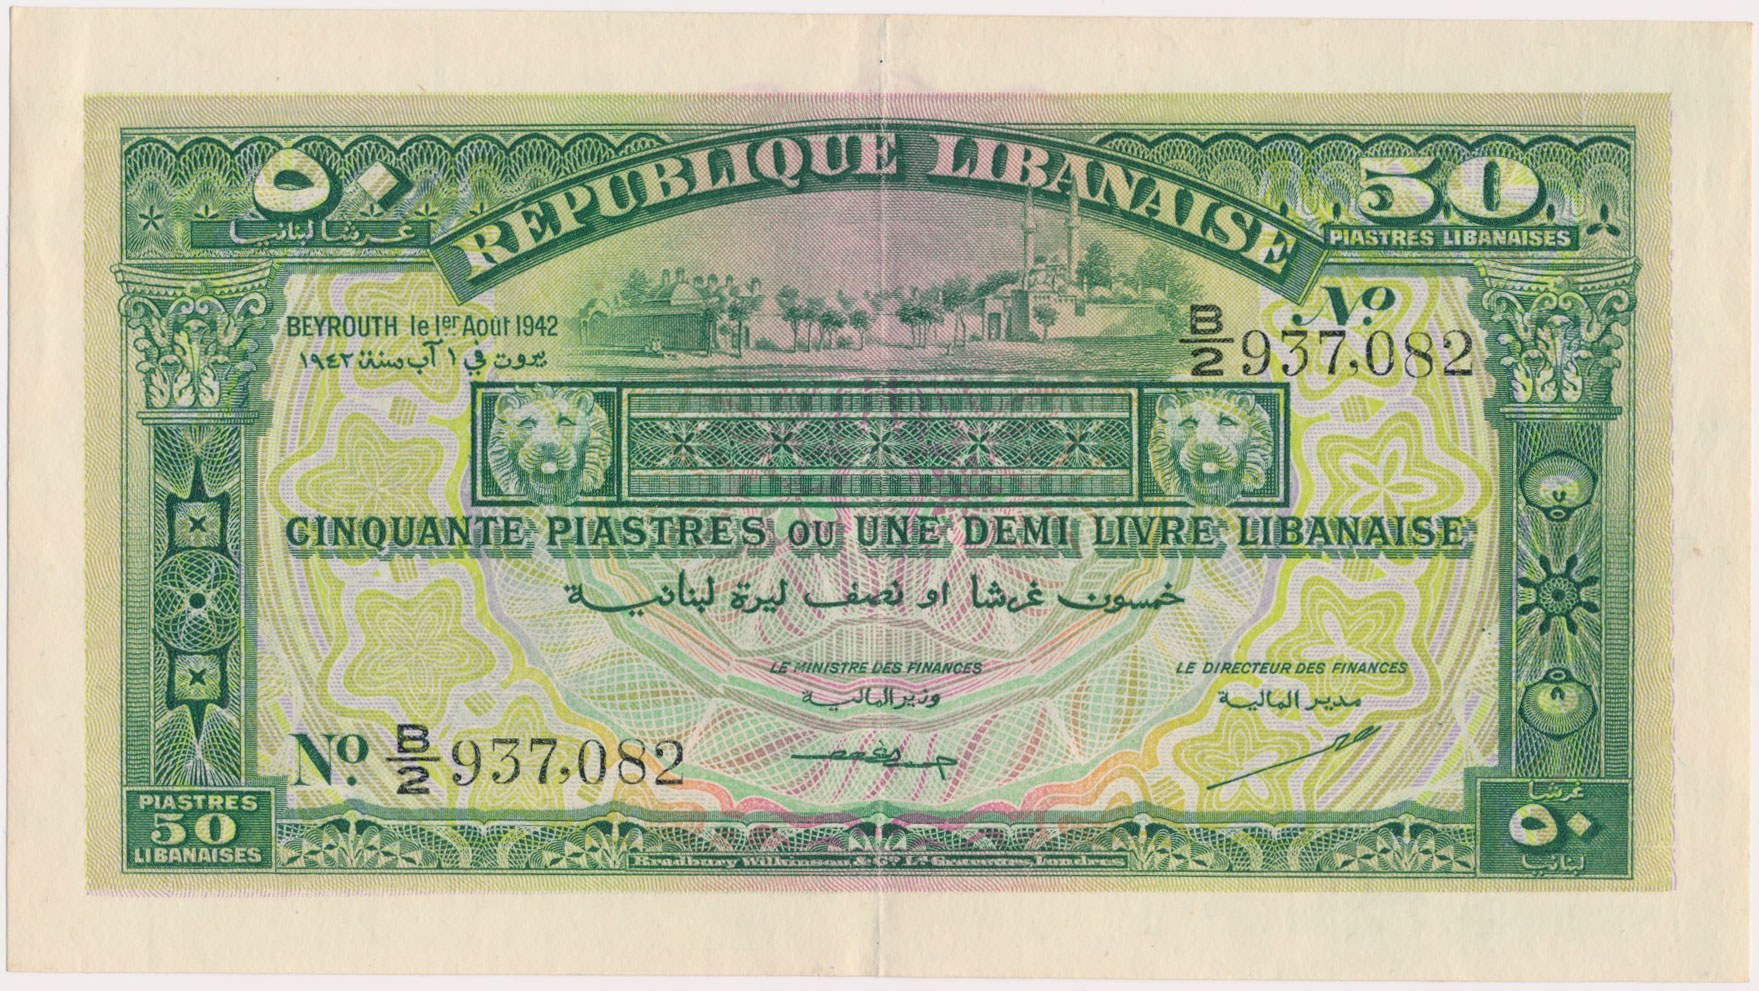 RÉPUBLIQUE LIBANAISE
٥٠
غرشا لبنانيا
50
PIASTRES LIBANAISES
BEYROUTH le 1er Août 1942
بيروت في ١ آب سنة ١٩٤٢
No. B/2 937,082
CINQUANTE PIASTRES OU UNE DEMI LIVRE LIBANAISE
خمسون غرشا او نصف ليرة لبنانية
LE MINISTRE DES FINANCES
وزير المالية
LE DIRECTEUR DES FINANCES
مدير المالية
No. B/2 937,082
PIASTRES
50
LIBANAISES
غرشا
٥٠
لبنانيا
Bradbury Wilkinson & Co. Ld. Graveurs, Londres